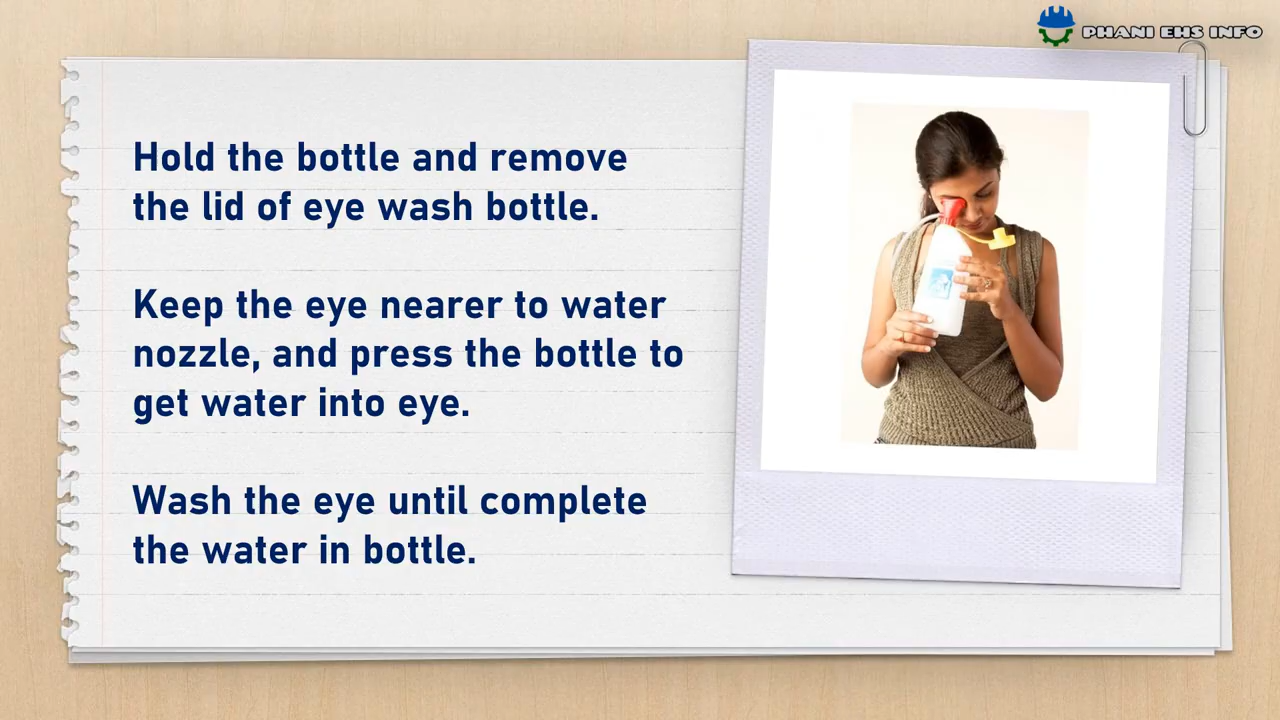 PHANI EHS INFO
Hold the bottle and remove
the lid of eye wash bottle.
Keep the eye nearer to water
nozzle, and press the bottle to
get water into eye.
Wash the eye until complete
the water in bottle.